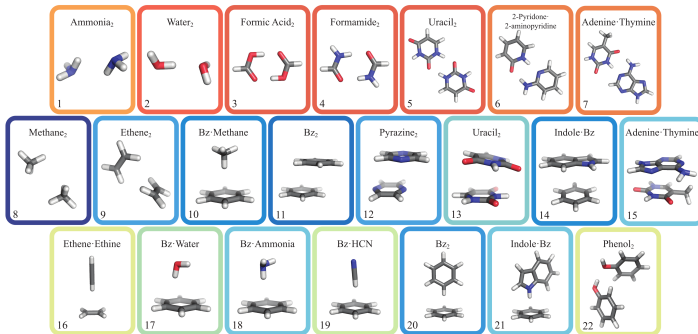 Ammonia₂
Water₂
Formic Acid₂
Formamide₂
Uracil₂
2-Pyridone·
2-aminopyridine
Adenine·Thymine
1
2
3
4
5
6
7
Methane₂
Ethene₂
Bz·Methane
Bz₂
Pyrazine₂
Uracil₂
Indole·Bz
Adenine·Thymine
8
9
10
11
12
13
14
15
Ethene·Ethine
Bz·Water
Bz·Ammonia
Bz·HCN
Bz₂
Indole·Bz
Phenol₂
16
17
18
19
20
21
22